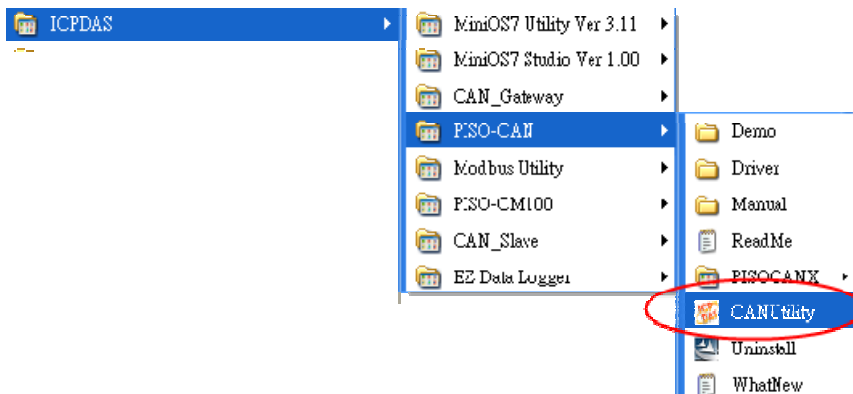 ICPDAS
MiniOS7 Utility Ver 3.11
MiniOS7 Studio Ver 1.00
CAN_Gateway
PISO-CAN
Modbus Utility
PISO-CM100
CAN_Slave
EZ Data Logger
Demo
Driver
Manual
ReadMe
PISOCANX
CANUtility
Uninstall
WhatNew